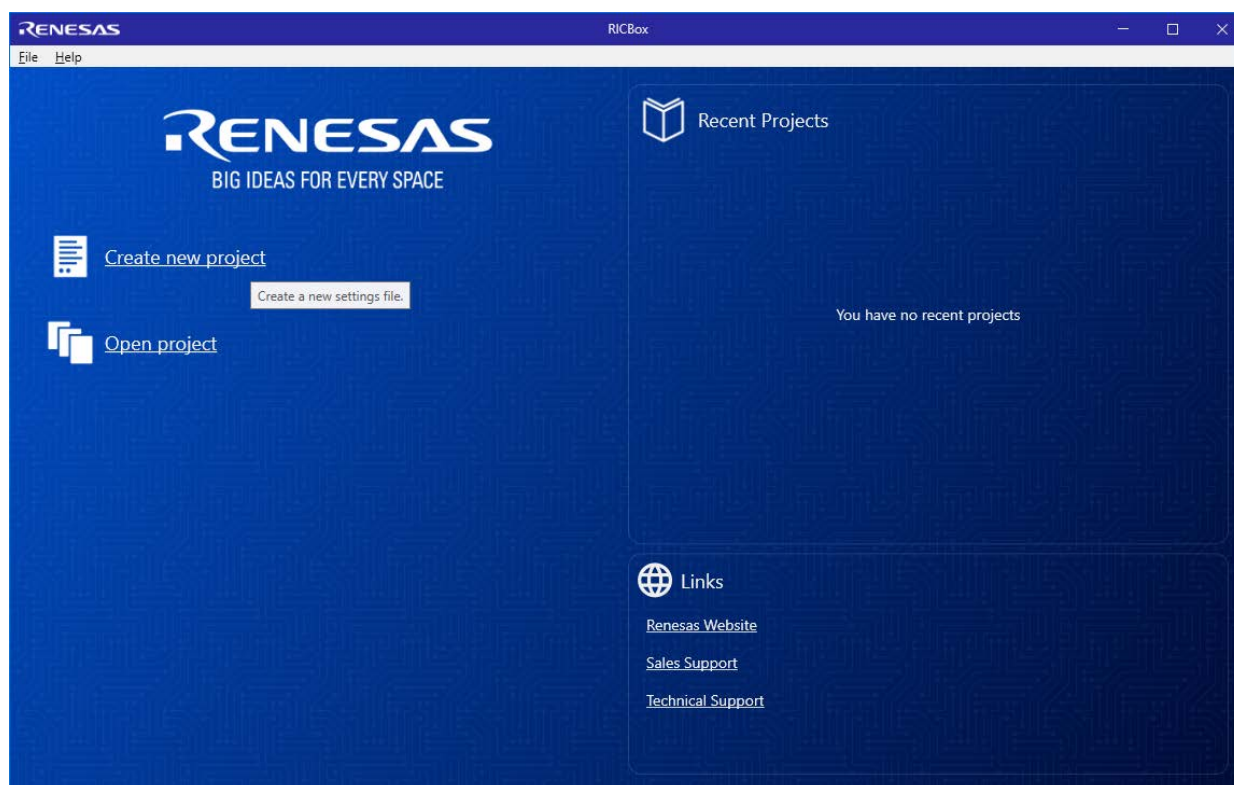 RENESAS
RICBox
File Help
RENESAS
BIG IDEAS FOR EVERY SPACE
Create new project
Create a new settings file.
Open project
Recent Projects
You have no recent projects
Links
Renesas Website
Sales Support
Technical Support